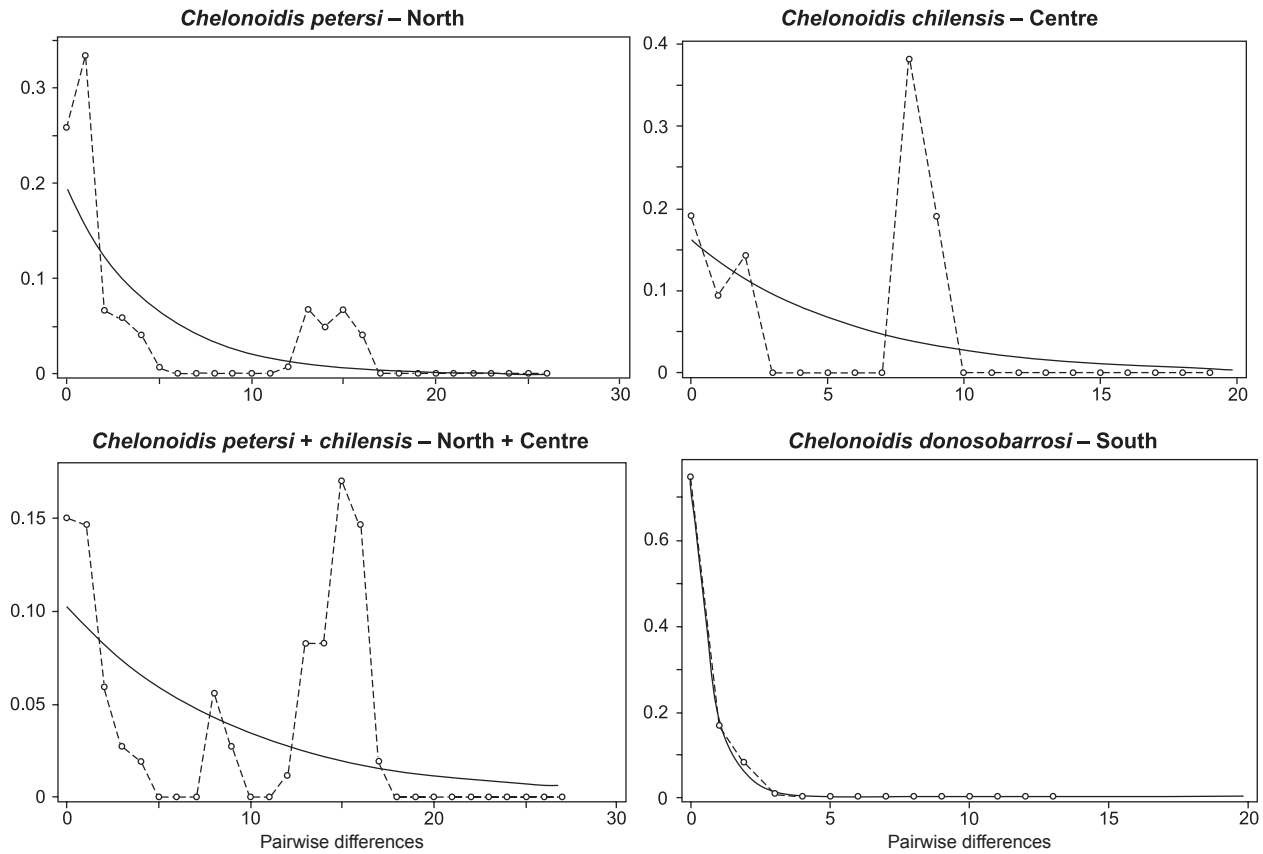 Chelonoidis petersi – North
0.3
0.2
0.1
0
0 10 20 30
Chelonoidis chilensis – Centre
0.4
0.3
0.2
0.1
0
0 5 10 15 20
Chelonoidis petersi + chilensis – North + Centre
0.15
0.10
0.05
0
0 10 20 30
Pairwise differences
Chelonoidis donosobarrosi – South
0.6
0.4
0.2
0
0 5 10 15 20
Pairwise differences